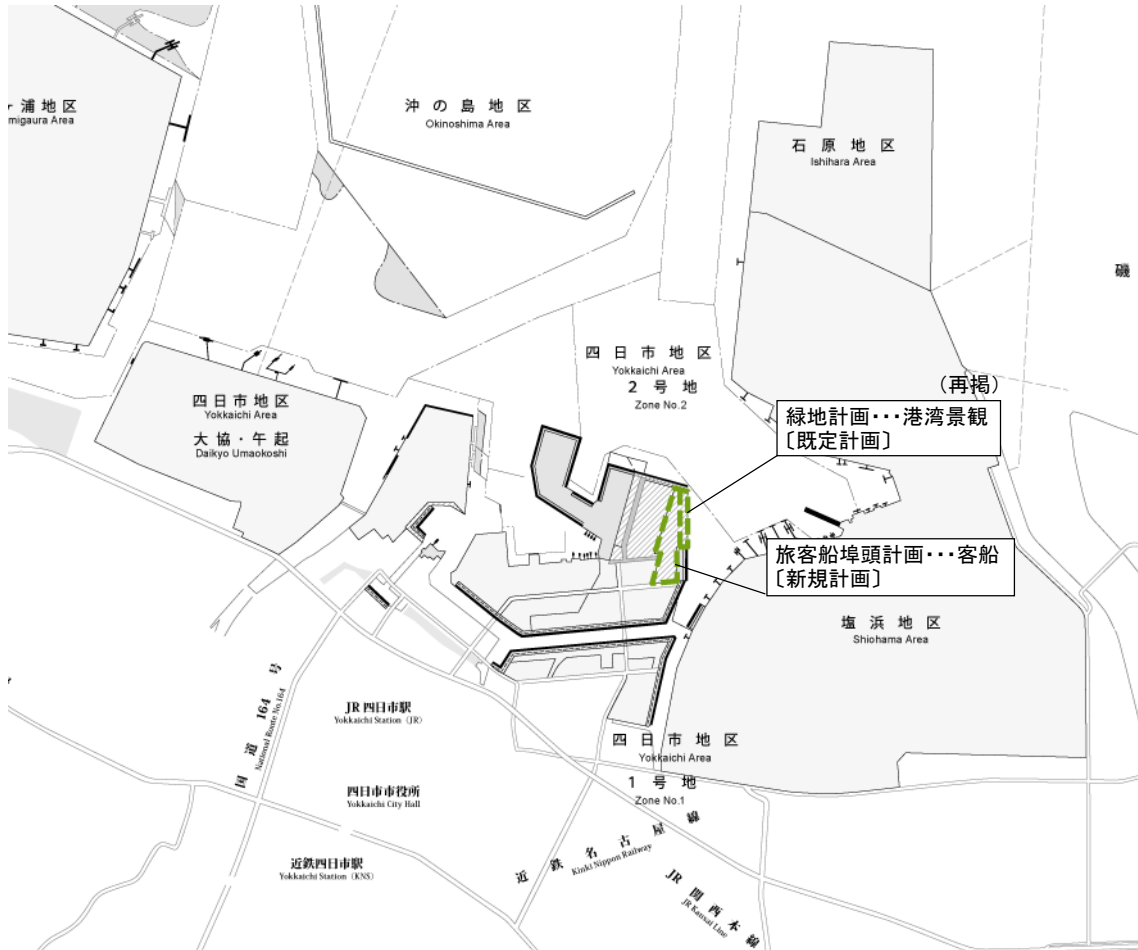 浦地区
migaura Area
沖の島地区
Okinoshima Area
石原地区
Ishihara Area
磯
四日市地区
Yokkaichi Area
2号地
Zone No.2
(再掲)
緑地計画・・・港湾景観
〔既定計画〕
四日市地区
Yokkaichi Area
大協・午起
Daikyo Umaokoshi
旅客船埠頭計画・・・客船
〔新規計画〕
塩浜地区
Shiohama Area
国道164号
National Route No.164
JR四日市駅
Yokkaichi Station (JR)
四日市地区
Yokkaichi Area
1号地
Zone No.1
四日市市役所
Yokkaichi City Hall
近鉄名古屋線
Kinki Nippon Railway
近鉄四日市駅
Yokkaichi Station (KNS)
JR関西本線
JR Kansai Line